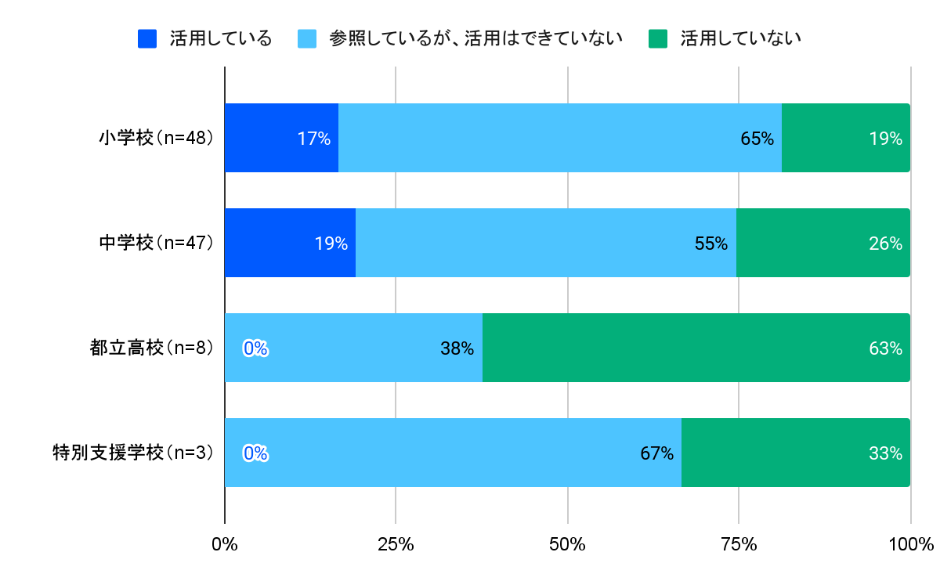 活用している 参照しているが、活用はできていない 活用していない
小学校（n=48） 17% 65% 19%
中学校（n=47） 19% 55% 26%
都立高校（n=8） 0% 38% 63%
特別支援学校（n=3） 0% 67% 33%
0% 25% 50% 75% 100%